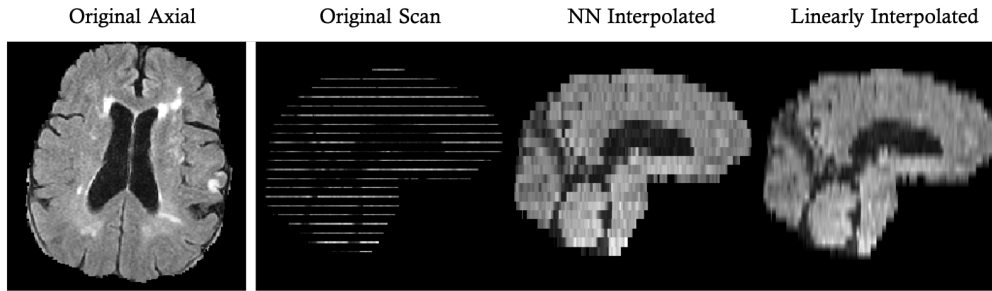 Original Axial
Original Scan
NN Interpolated
Linearly Interpolated